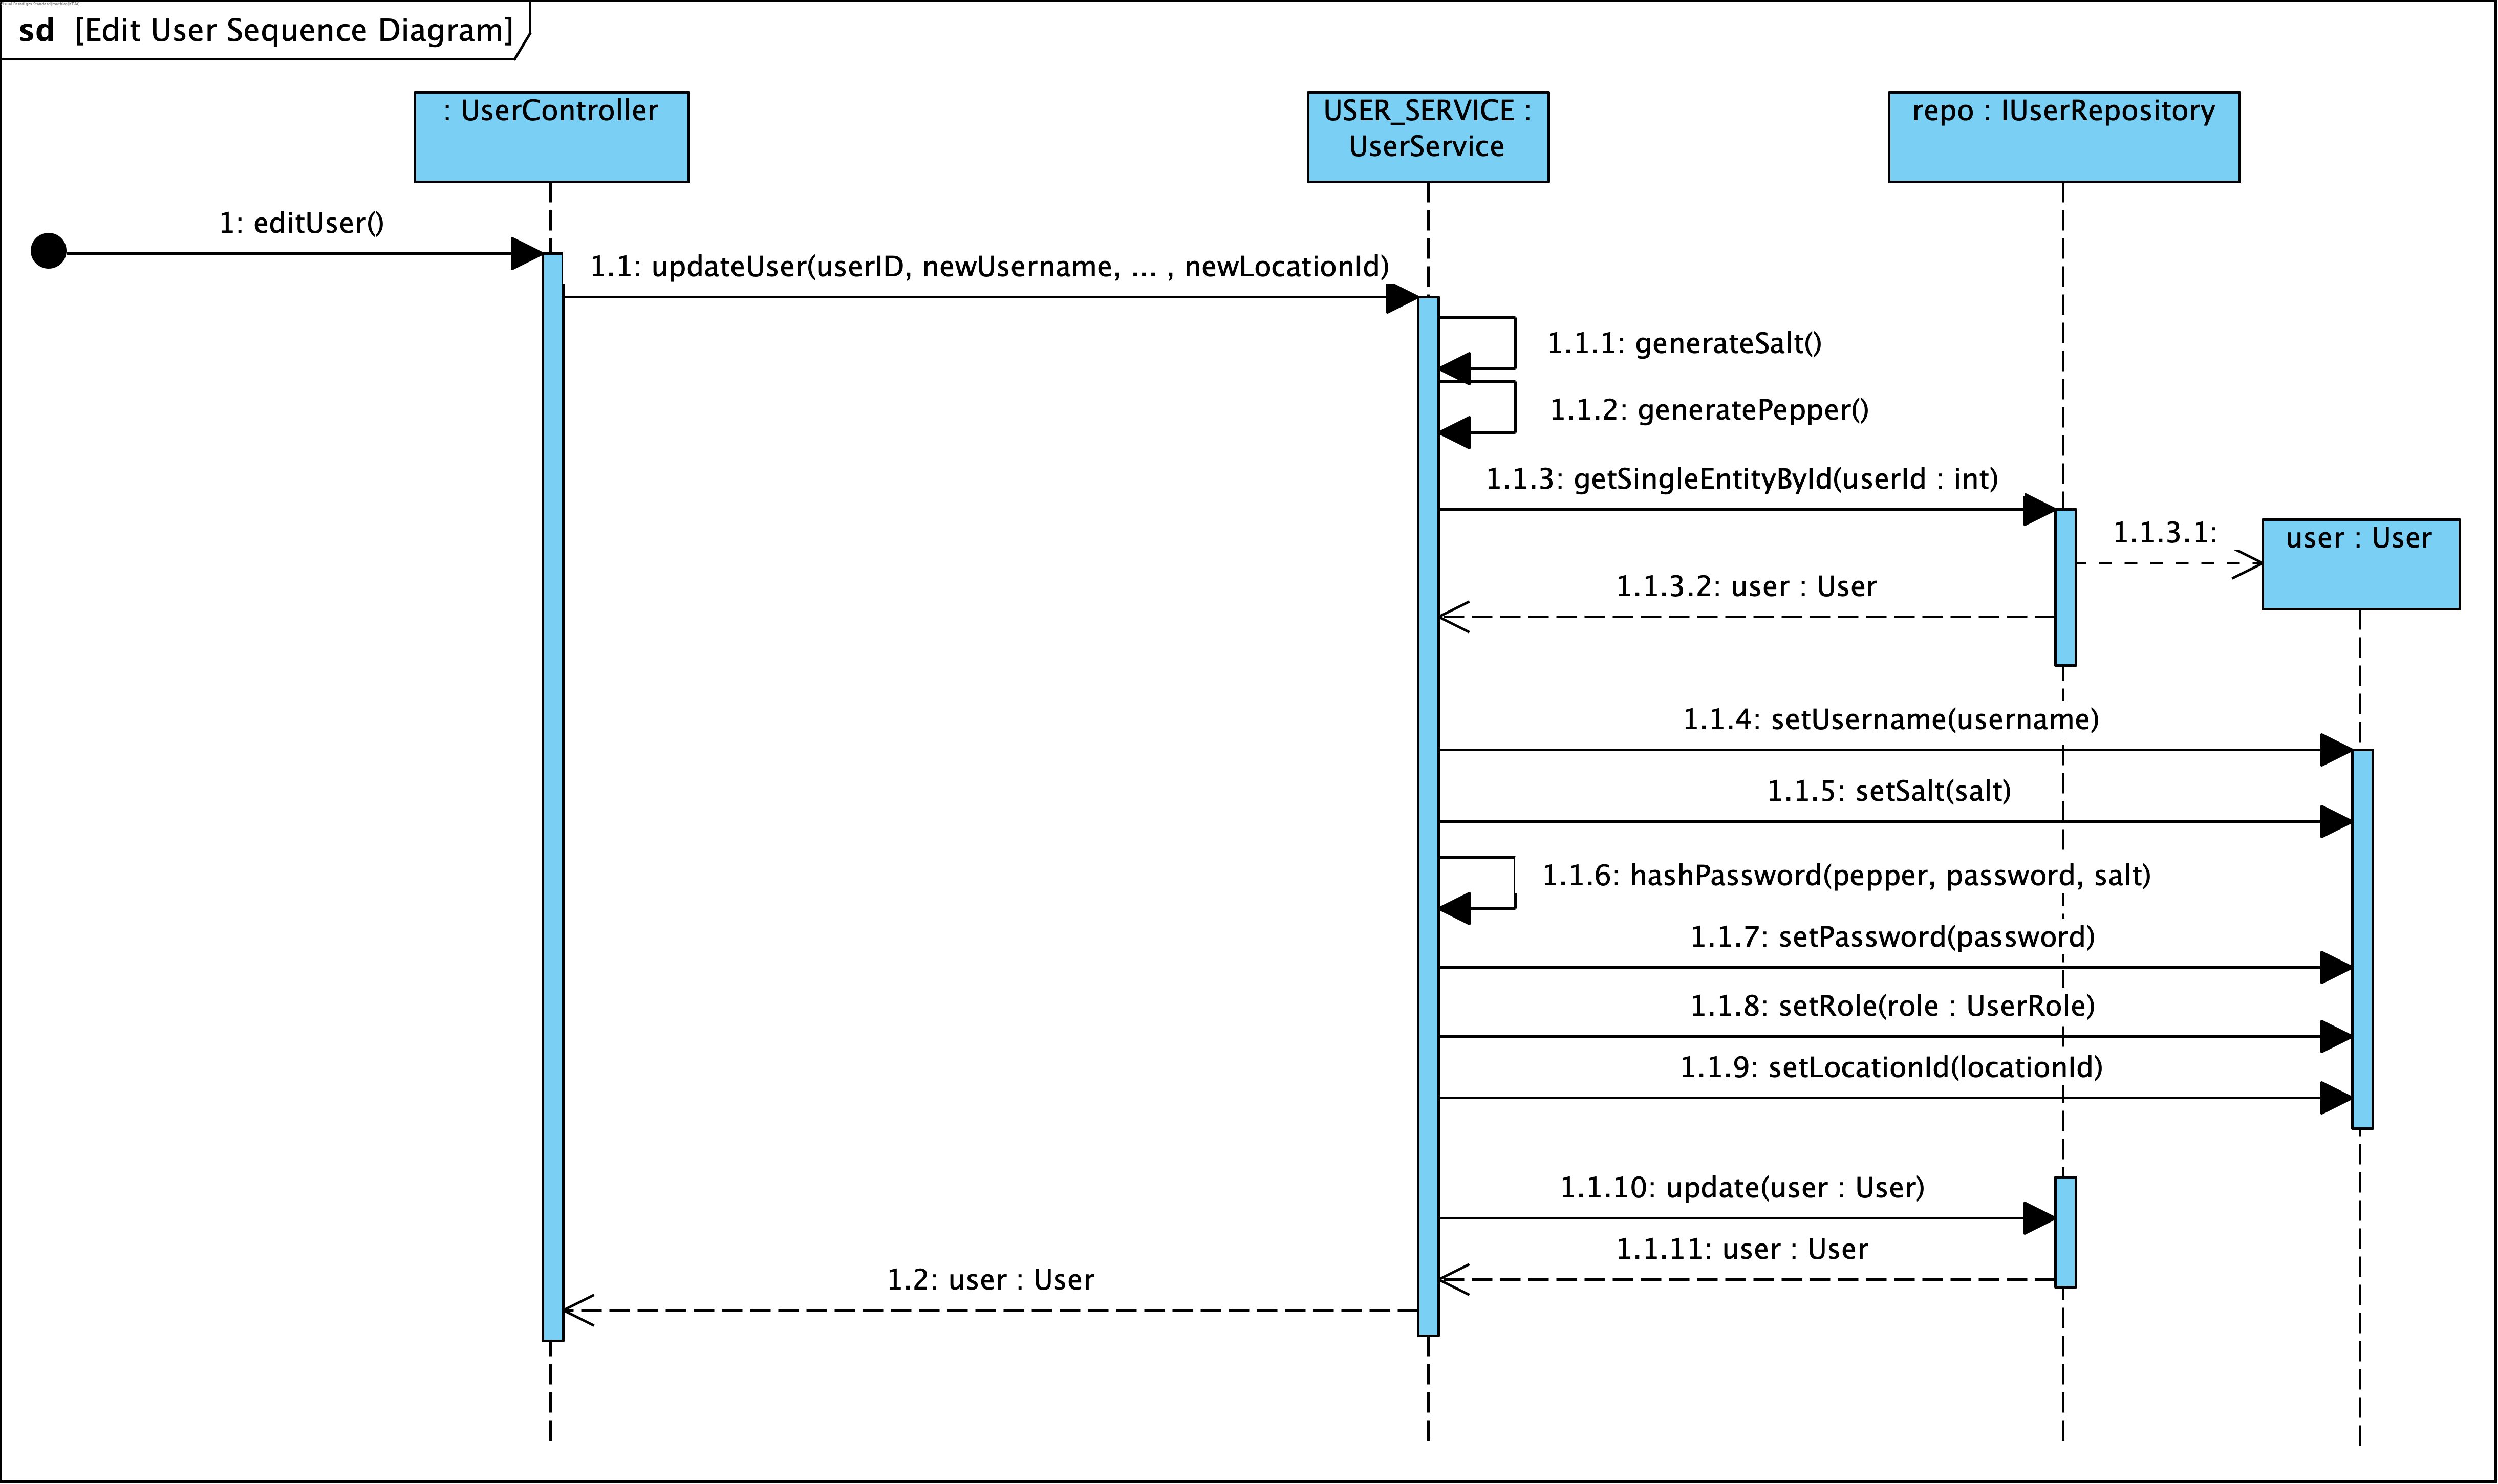 sd [Edit User Sequence Diagram]
: UserController
USER_SERVICE :
UserService
repo : IUserRepository
1: editUser()
1.1: updateUser(userID, newUsername, ... , newLocationId)
1.1.1: generateSalt()
1.1.2: generatePepper()
1.1.3: getSingleEntityById(userId : int)
1.1.3.1:
user : User
1.1.3.2: user : User
1.1.4: setUsername(username)
1.1.5: setSalt(salt)
1.1.6: hashPassword(pepper, password, salt)
1.1.7: setPassword(password)
1.1.8: setRole(role : UserRole)
1.1.9: setLocationId(locationId)
1.1.10: update(user : User)
1.1.11: user : User
1.2: user : User